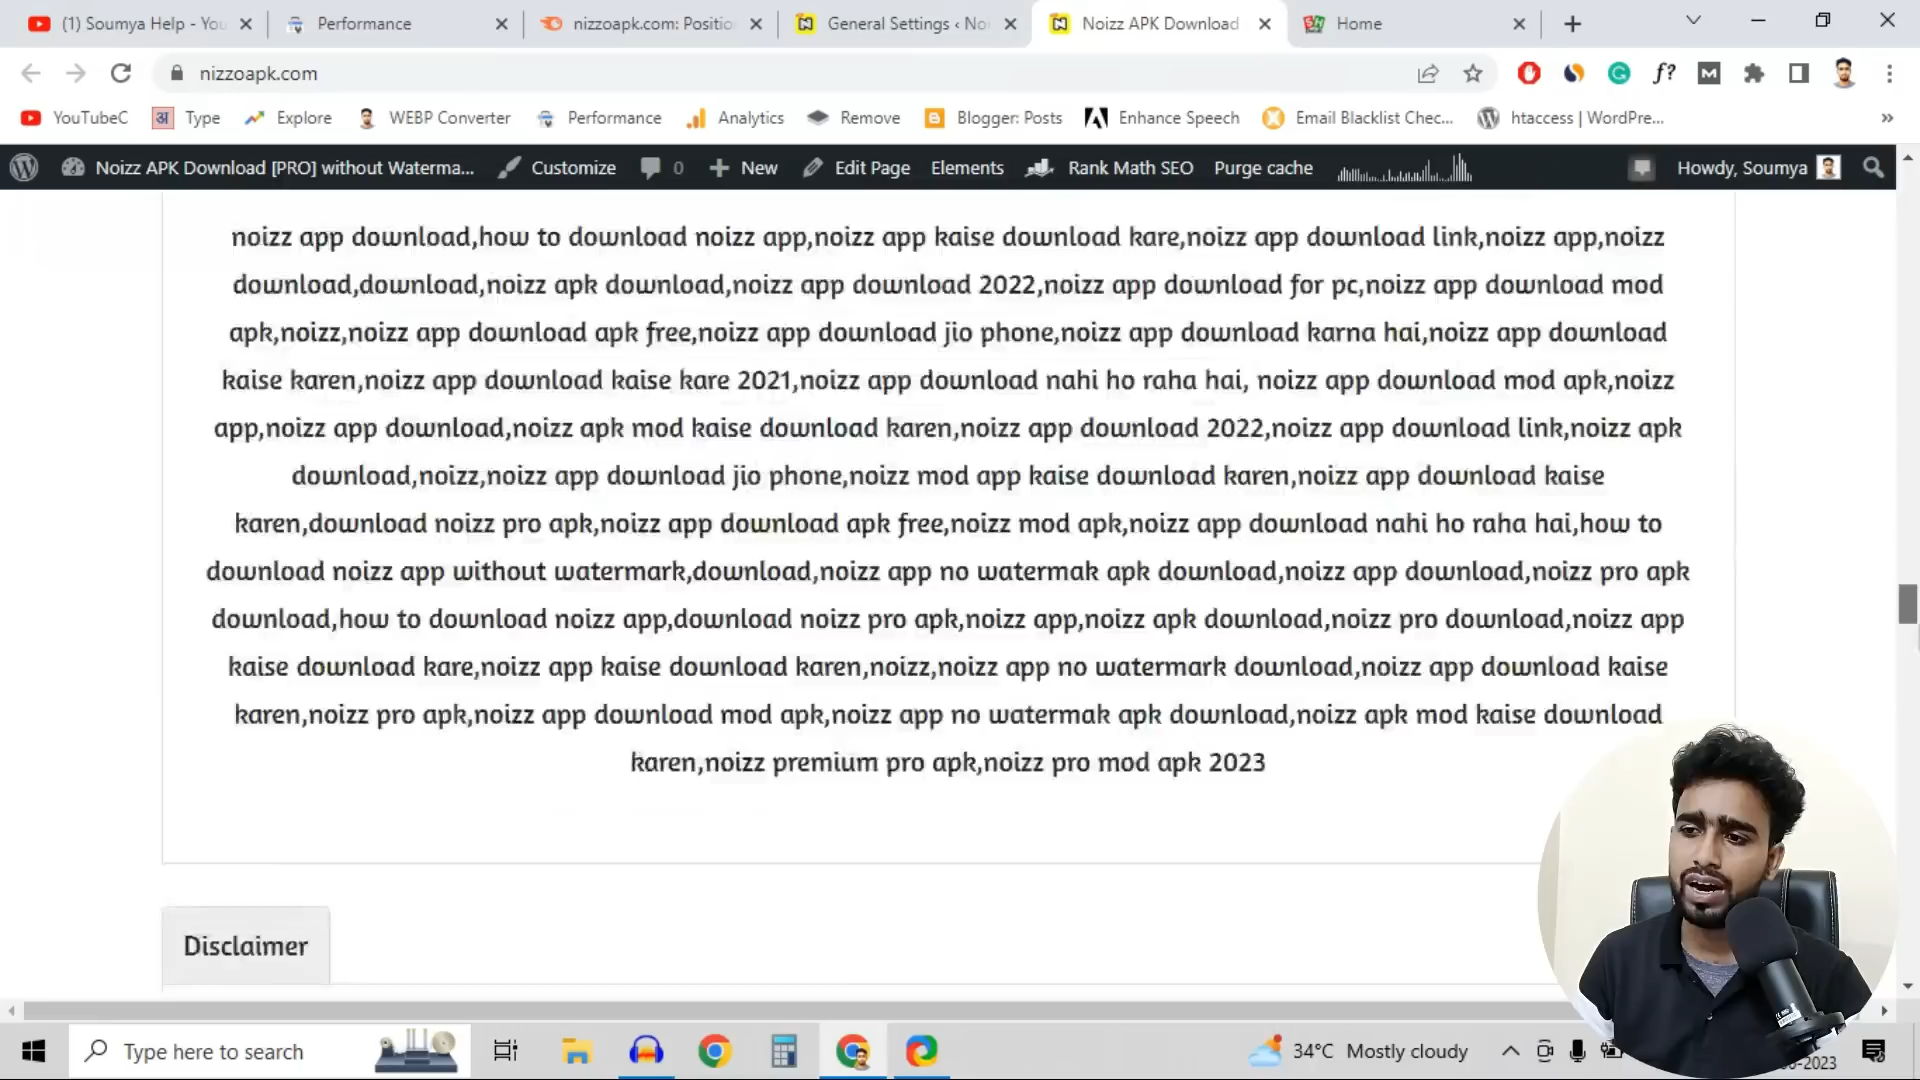 (1) Soumya Help - You
Performance
nizzoapk.com: Positio
General Settings ‹ Noi
Noizz APK Download
Home
nizzoapk.com
f?
M
YouTubeC
अ Type
Explore
WEBP Converter
Performance
Analytics
Remove
Blogger: Posts
Enhance Speech
Email Blacklist Chec...
htaccess | WordPre...
»
Noizz APK Download [PRO] without Waterma...
Customize
0
New
Edit Page
Elements
Rank Math SEO
Purge cache
Howdy, Soumya
noizz app download,how to download noizz app,noizz app kaise download kare,noizz app download link,noizz app,noizz
download,download,noizz apk download,noizz app download 2022,noizz app download for pc,noizz app download mod
apk,noizz,noizz app download apk free,noizz app download jio phone,noizz app download karna hai,noizz app download
kaise karen,noizz app download kaise kare 2021,noizz app download nahi ho raha hai, noizz app download mod apk,noizz
app,noizz app download,noizz apk mod kaise download karen,noizz app download 2022,noizz app download link,noizz apk
download,noizz,noizz app download jio phone,noizz mod app kaise download karen,noizz app download kaise
karen,download noizz pro apk,noizz app download apk free,noizz mod apk,noizz app download nahi ho raha hai,how to
download noizz app without watermark,download,noizz app no watermak apk download,noizz app download,noizz pro apk
download,how to download noizz app,download noizz pro apk,noizz app,noizz apk download,noizz pro download,noizz app
kaise download kare,noizz app kaise download karen,noizz,noizz app no watermark download,noizz app download kaise
karen,noizz pro apk,noizz app download mod apk,noizz app no watermak apk download,noizz apk mod kaise download
karen,noizz premium pro apk,noizz pro mod apk 2023
Disclaimer
Type here to search
34°C Mostly cloudy